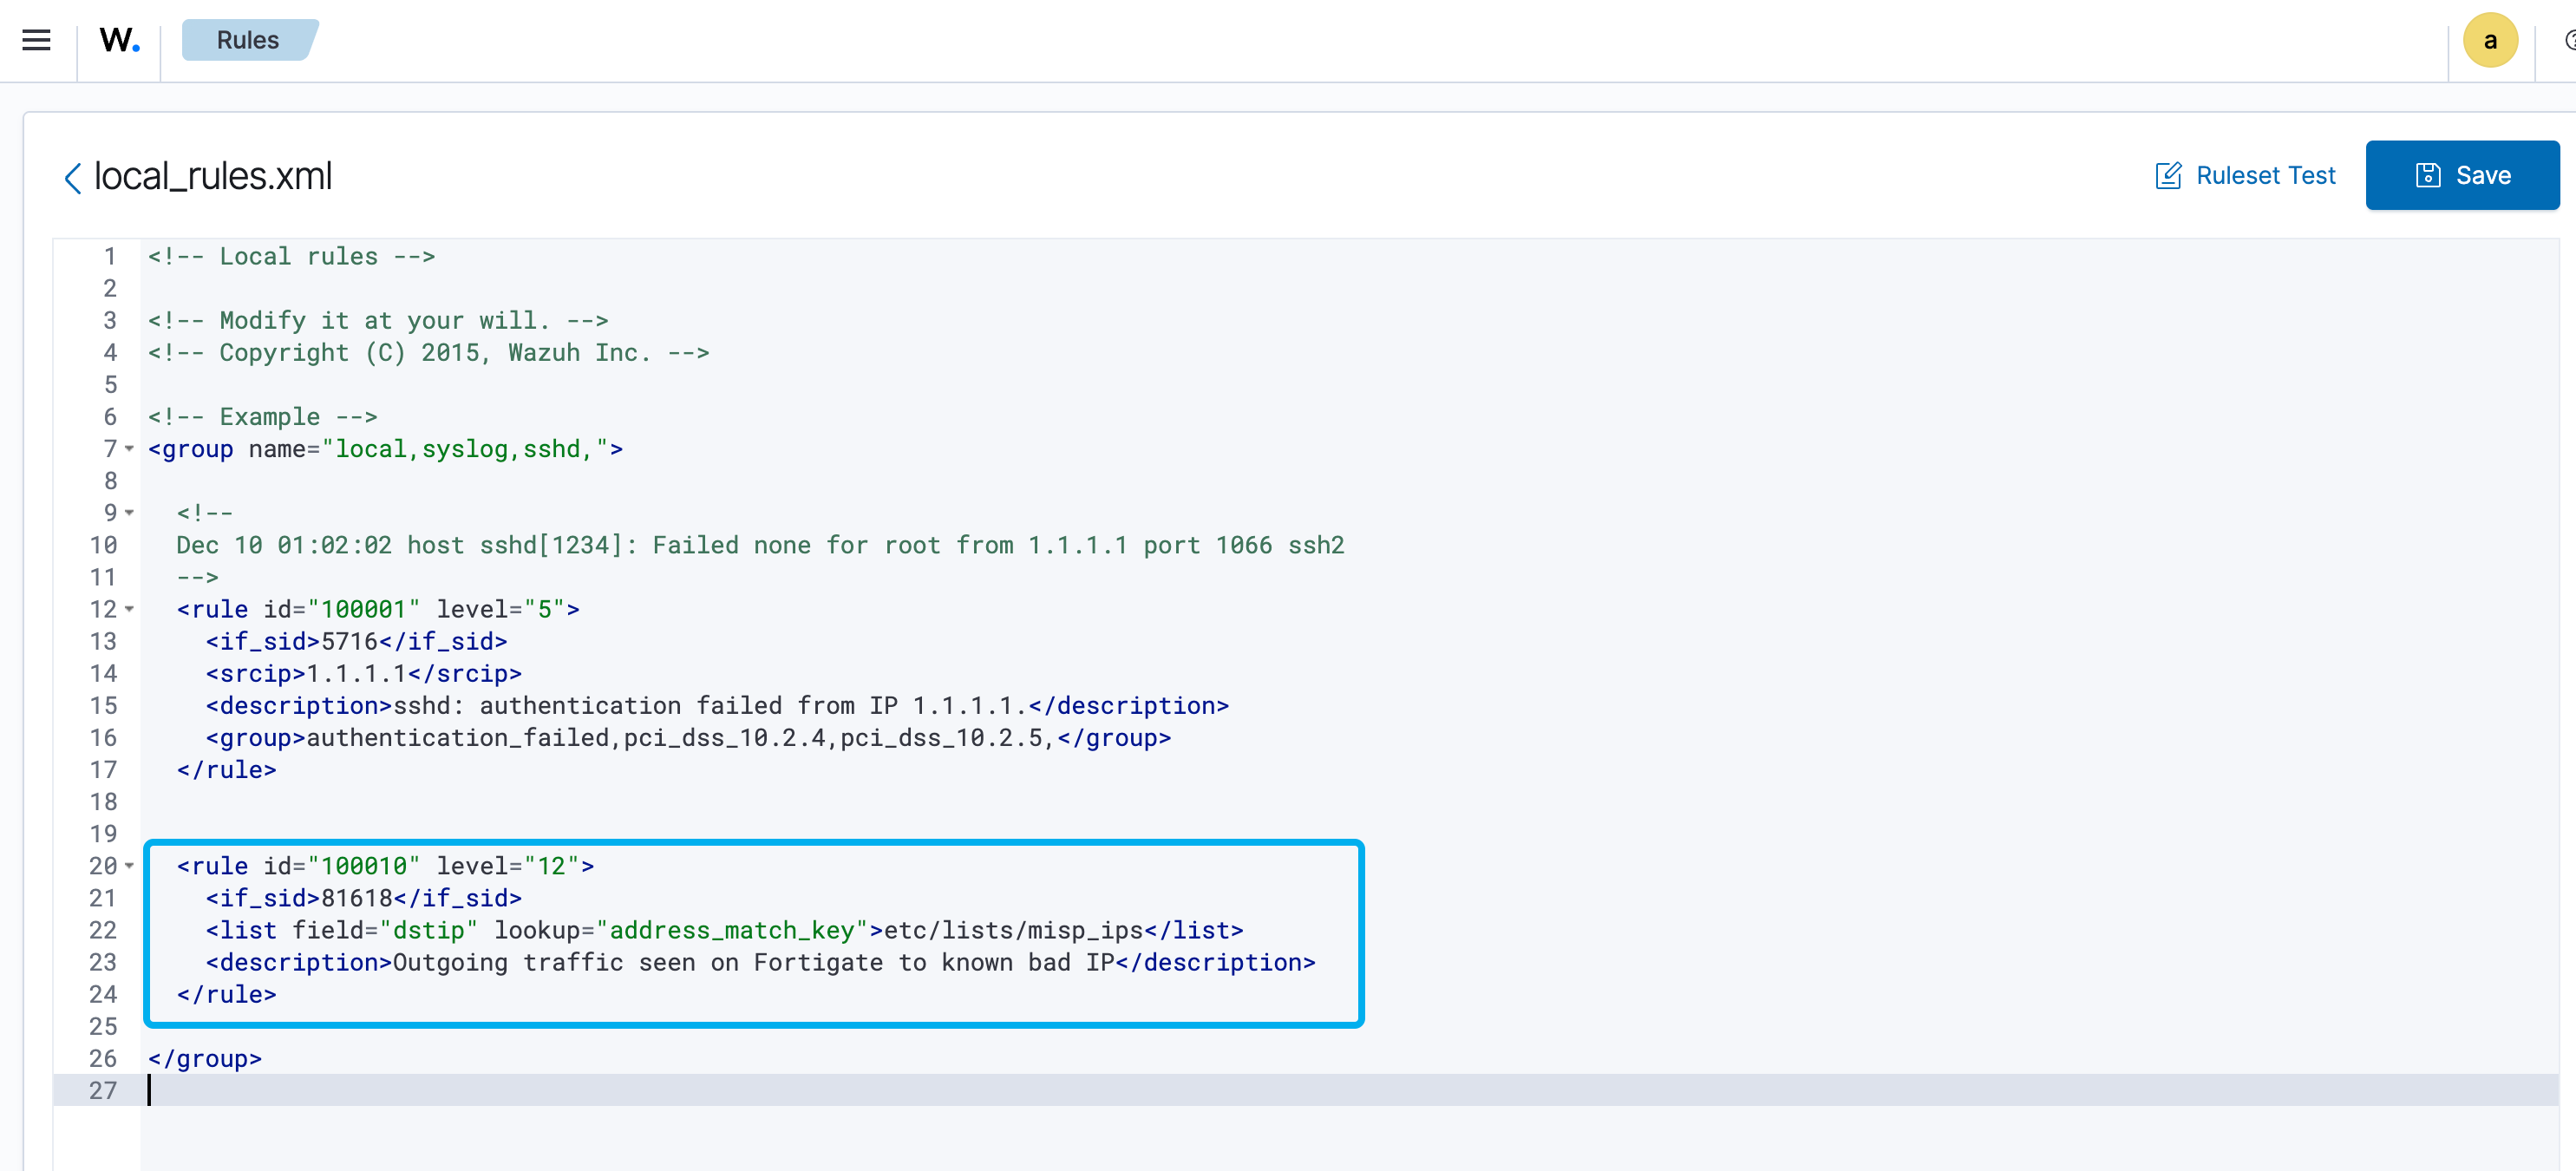 W. Rules a
local_rules.xml Ruleset Test Save
1 <!-- Local rules -->
2
3 <!-- Modify it at your will. -->
4 <!-- Copyright (C) 2015, Wazuh Inc. -->
5
6 <!-- Example -->
7 <group name="local,syslog,sshd,">
8
9   <!--
10   Dec 10 01:02:02 host sshd[1234]: Failed none for root from 1.1.1.1 port 1066 ssh2
11   -->
12   <rule id="100001" level="5">
13     <if_sid>5716</if_sid>
14     <srcip>1.1.1.1</srcip>
15     <description>sshd: authentication failed from IP 1.1.1.1.</description>
16     <group>authentication_failed,pci_dss_10.2.4,pci_dss_10.2.5,</group>
17   </rule>
18
19
20   <rule id="100010" level="12">
21     <if_sid>81618</if_sid>
22     <list field="dstip" lookup="address_match_key">etc/lists/misp_ips</list>
23     <description>Outgoing traffic seen on Fortigate to known bad IP</description>
24   </rule>
25
26 </group>
27